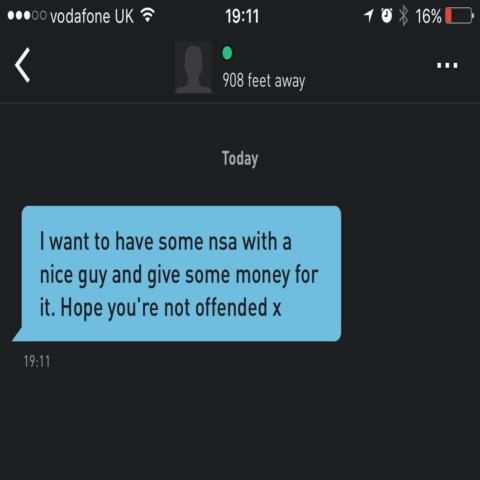 vodafone UK 19:11 16%
908 feet away
Today
I want to have some nsa with a
nice guy and give some money for
it. Hope you're not offended x
19:11